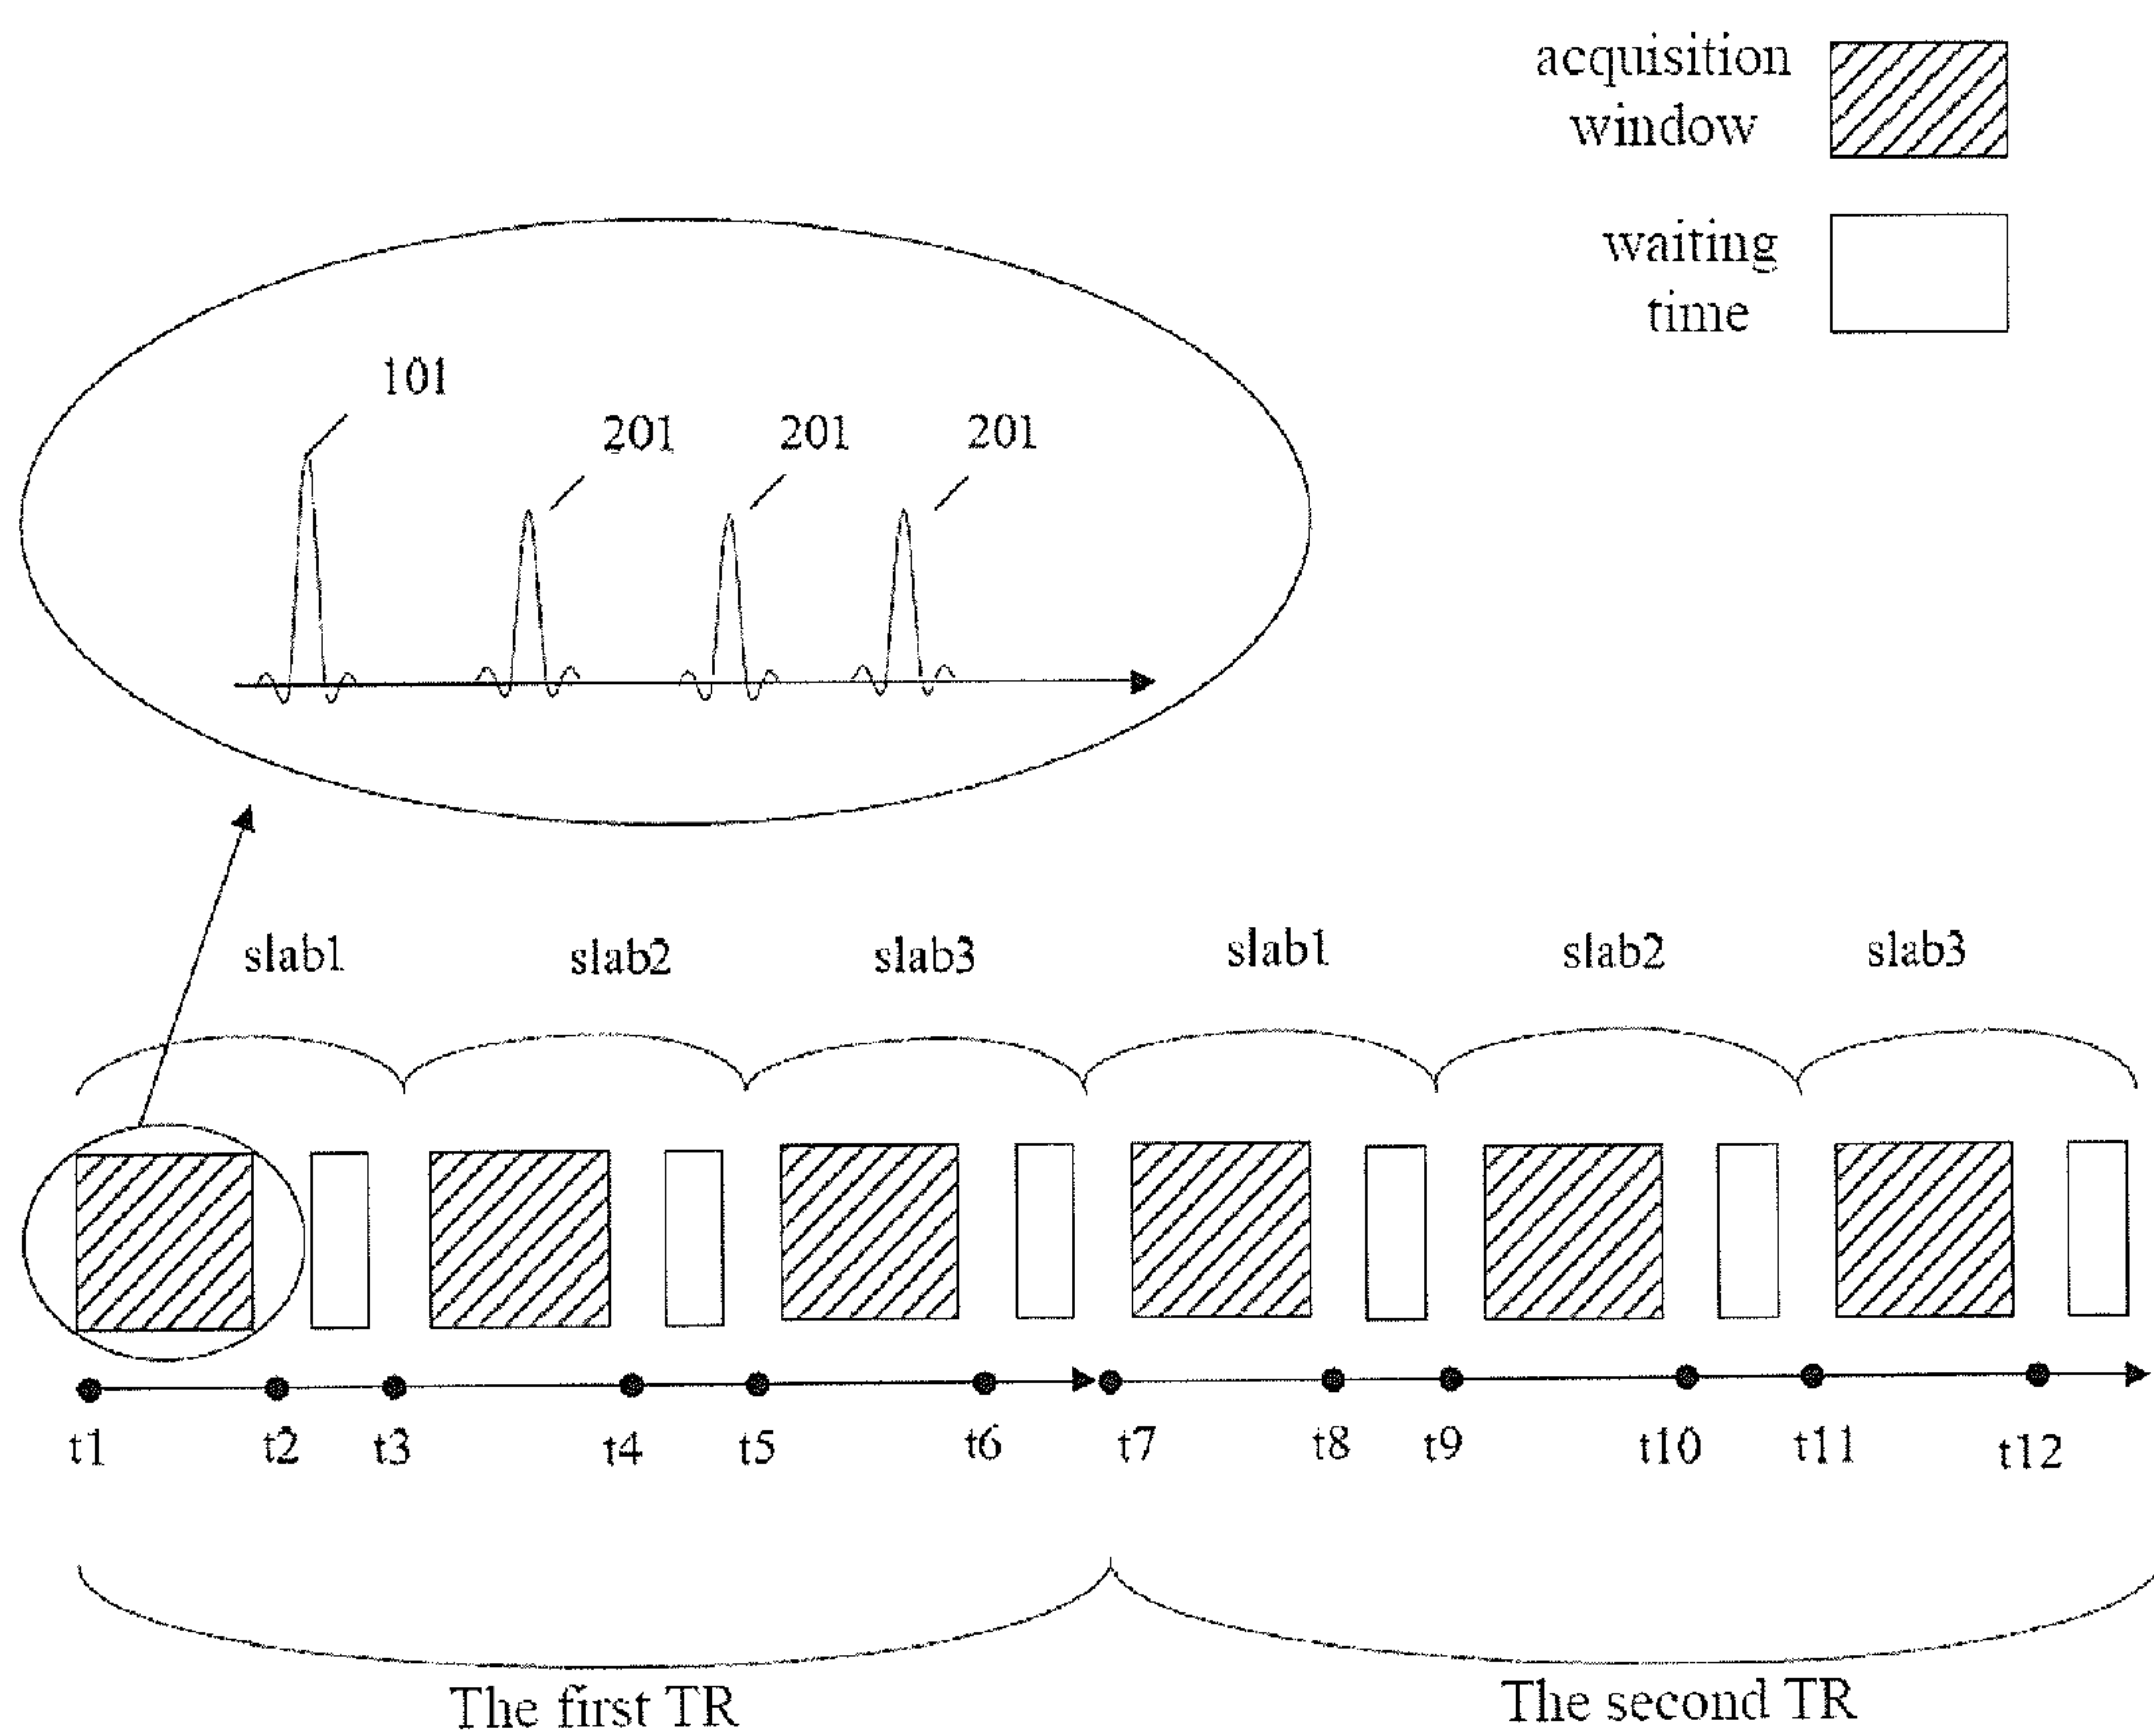 acquisition
window
waiting
time
101
201
201
201
slab1
slab2
slab3
slab1
slab2
slab3
t1
t2
t3
t4
t5
t6
t7
t8
t9
t10
t11
t12
The first TR
The second TR